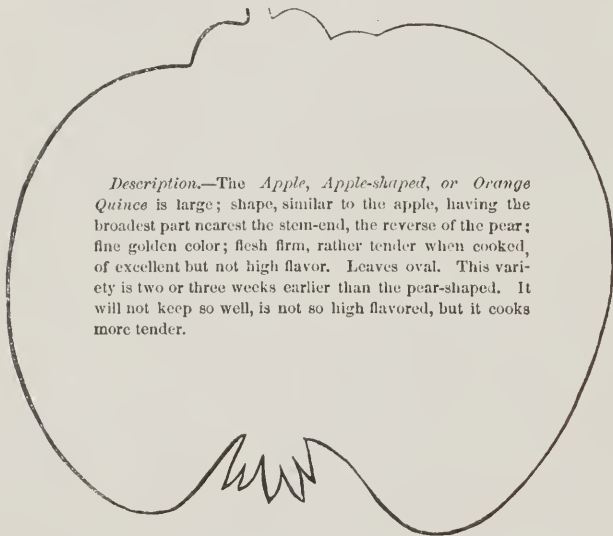 Description.—The Apple, Apple-shaped, or Orange
Quince is large; shape, similar to the apple, having the
broadest part nearest the stem-end, the reverse of the pear;
fine golden color; flesh firm, rather tender when cooked,
of excellent but not high flavor. Leaves oval. This vari-
ety is two or three weeks earlier than the pear-shaped. It
will not keep so well, is not so high flavored, but it cooks
more tender.